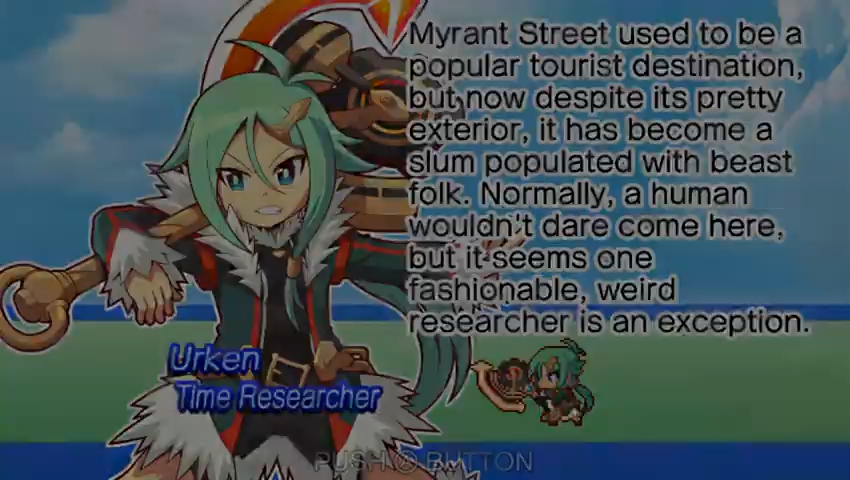 Myrant Street used to be a
popular tourist destination,
but now despite its pretty
exterior, it has become a
slum populated with beast
folk. Normally, a human
wouldn't dare come here,
but it seems one
fashionable, weird
researcher is an exception.
Urken
Time Researcher
PUSH Ⓐ BUTTON